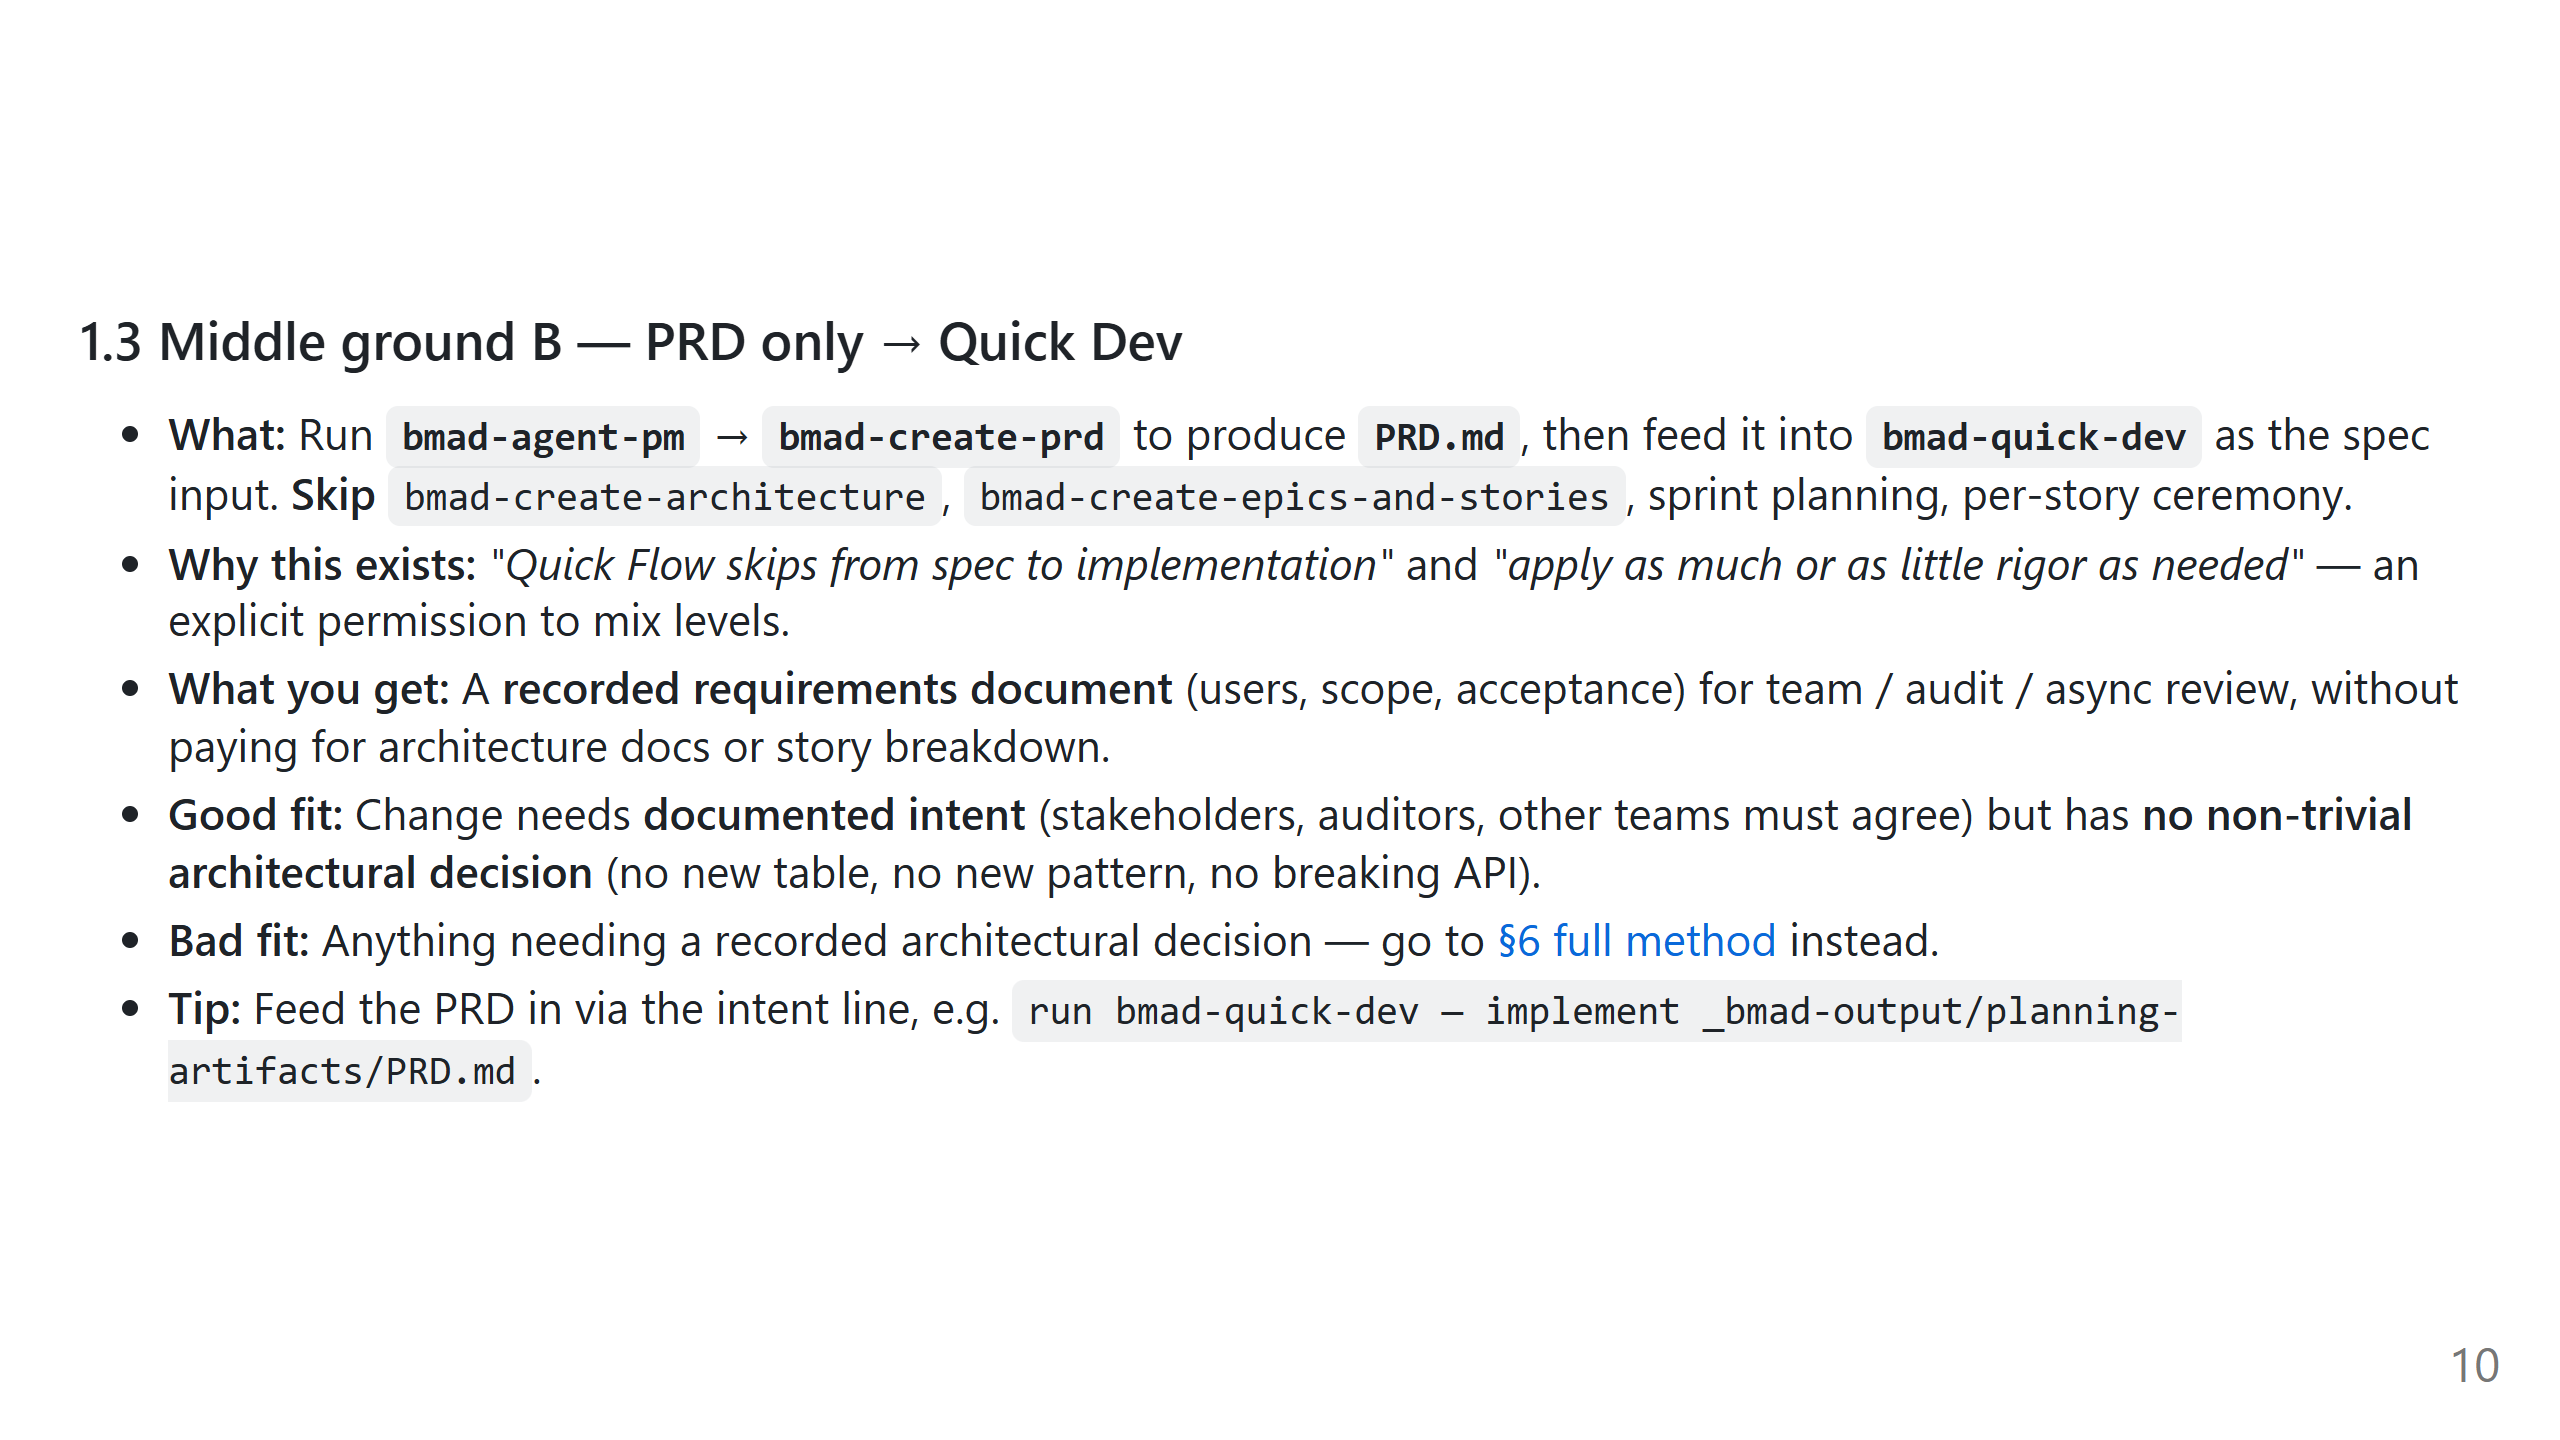 1.3 Middle ground B — PRD only → Quick Dev
• What: Run bmad-agent-pm → bmad-create-prd to produce PRD.md, then feed it into bmad-quick-dev as the spec
input. Skip bmad-create-architecture, bmad-create-epics-and-stories, sprint planning, per-story ceremony.
• Why this exists: "Quick Flow skips from spec to implementation" and "apply as much or as little rigor as needed" — an
explicit permission to mix levels.
• What you get: A recorded requirements document (users, scope, acceptance) for team / audit / async review, without
paying for architecture docs or story breakdown.
• Good fit: Change needs documented intent (stakeholders, auditors, other teams must agree) but has no non-trivial
architectural decision (no new table, no new pattern, no breaking API).
• Bad fit: Anything needing a recorded architectural decision — go to §6 full method instead.
• Tip: Feed the PRD in via the intent line, e.g. run bmad-quick-dev — implement _bmad-output/planning-
artifacts/PRD.md.
10